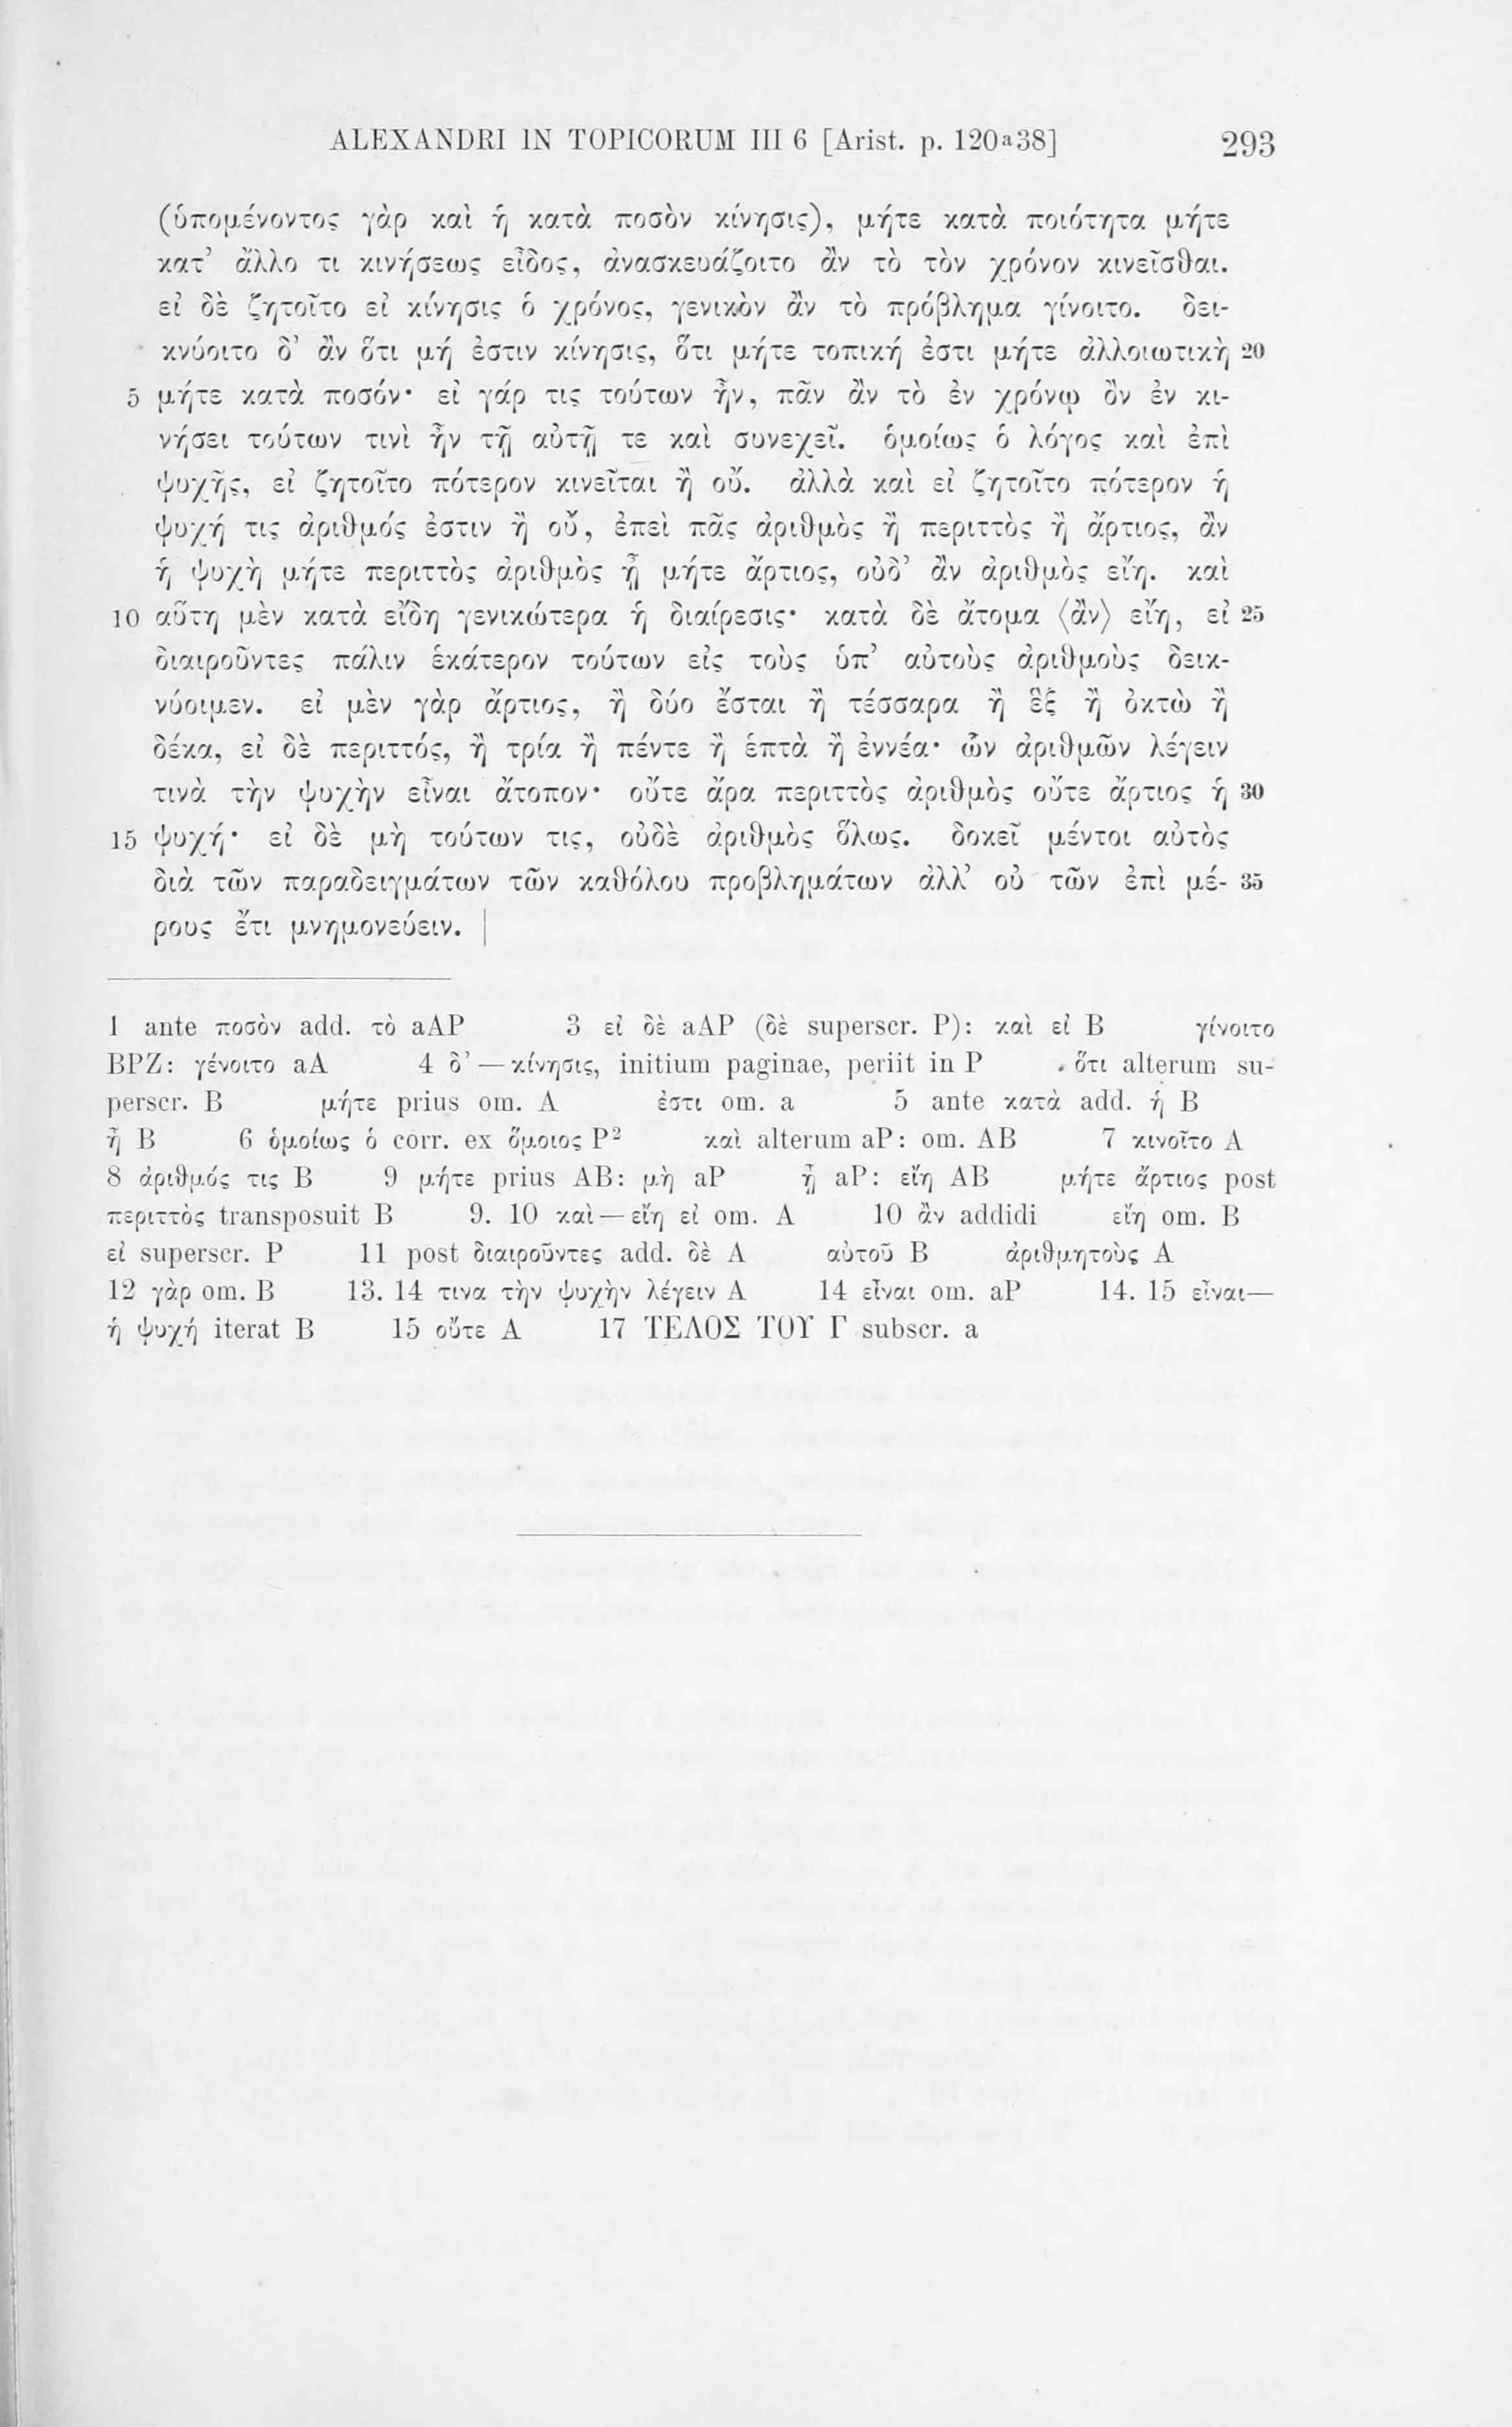 ALEXANDRI IN TOPICORUM III 6 [Arist. p. 120a38] 293
(ὑπομένοντος γὰρ καὶ ἡ κατὰ ποσὸν κίνησις), μήτε κατὰ ποιότητα μήτε
κατ’ ἄλλο τι κινήσεως εἶδος, ἀνασκευάζοιτο ἂν τὸ τὸν χρόνον κινεῖσθαι.
εἰ δὲ ζητοῖτο εἰ κίνησις ὁ χρόνος, γενικὸν ἂν τὸ πρόβλημα γίνοιτο. δει-
κνύοιτο δ’ ἂν ὅτι μή ἐστιν κίνησις, ὅτι μήτε τοπική ἐστι μήτε ἀλλοιωτικὴ 20
5 μήτε κατὰ ποσόν· εἰ γάρ τις τούτων ἦν, πᾶν ἂν τὸ ἐν χρόνῳ ὂν ἐν κι-
νήσει τούτων τινὶ ἦν τῇ αὐτῇ τε καὶ συνεχεῖ. ὁμοίως ὁ λόγος καὶ ἐπὶ
ψυχῆς, εἰ ζητοῖτο πότερον κινεῖται ἢ οὔ. ἀλλὰ καὶ εἰ ζητοῖτο πότερον ἡ
ψυχή τις ἀριθμός ἐστιν ἢ οὔ, ἐπεὶ πᾶς ἀριθμὸς ἢ περιττὸς ἢ ἄρτιος, ἂν
ἡ ψυχὴ μήτε περιττὸς ἀριθμὸς ᾖ μήτε ἄρτιος, οὐδ’ ἂν ἀριθμὸς εἴη. καὶ
10 αὕτη μὲν κατὰ εἴδη γενικώτερα ἡ διαίρεσις· κατὰ δὲ ἄτομα ⟨ἂν⟩ εἴη, εἰ 25
διαιροῦντες πάλιν ἑκάτερον τούτων εἰς τοὺς ὑπ’ αὐτοὺς ἀριθμοὺς δεικ-
νύοιμεν. εἰ μὲν γὰρ ἄρτιος, ἢ δύο ἔσται ἢ τέσσαρα ἢ ἓξ ἢ ὀκτὼ ἢ
δέκα, εἰ δὲ περιττός, ἢ τρία ἢ πέντε ἢ ἑπτὰ ἢ ἐννέα· ὧν ἀριθμῶν λέγειν
τινὰ τὴν ψυχὴν εἶναι ἄτοπον· οὔτε ἄρα περιττὸς ἀριθμὸς οὔτε ἄρτιος ἡ 30
15 ψυχή· εἰ δὲ μὴ τούτων τις, οὐδὲ ἀριθμὸς ὅλως. δοκεῖ μέντοι αὐτὸς
διὰ τῶν παραδειγμάτων τῶν καθόλου προβλημάτων ἀλλ’ οὐ τῶν ἐπὶ μέ- 35
ρους ἔτι μνημονεύειν. |
1 ante ποσὸν add. τὸ aAP 3 εἰ δὲ aAP (δὲ superscr. P): καὶ εἰ B γίνοιτο
BPZ: γένοιτο aA 4 δ’ — κίνησις, initium paginae, periit in P ὅτι alterum su-
perscr. B μήτε prius om. A ἐστι om. a 5 ante κατὰ add. ἡ B
ἦ B 6 ὁμοίως ὁ corr. ex ὅμοιος P² καὶ alterum aP: om. AB 7 κινοῖτο A
8 ἀριθμός τις B 9 μήτε prius AB: μὴ aP ᾖ aP: εἴη AB μήτε ἄρτιος post
περιττὸς transposuit B 9. 10 καὶ — εἴη εἰ om. A 10 ἂν addidi εἴη om. B
εἰ superscr. P 11 post διαιροῦντες add. δὲ A αὐτοῦ B ἀριθμητοὺς A
12 γὰρ om. B 13. 14 τινα τὴν ψυχὴν λέγειν A 14 εἶναι om. aP 14. 15 εἶναι—
ἡ ψυχή iterat B 15 οὔτε A 17 ΤΕΛΟΣ ΤΟΥ Γ subscr. a